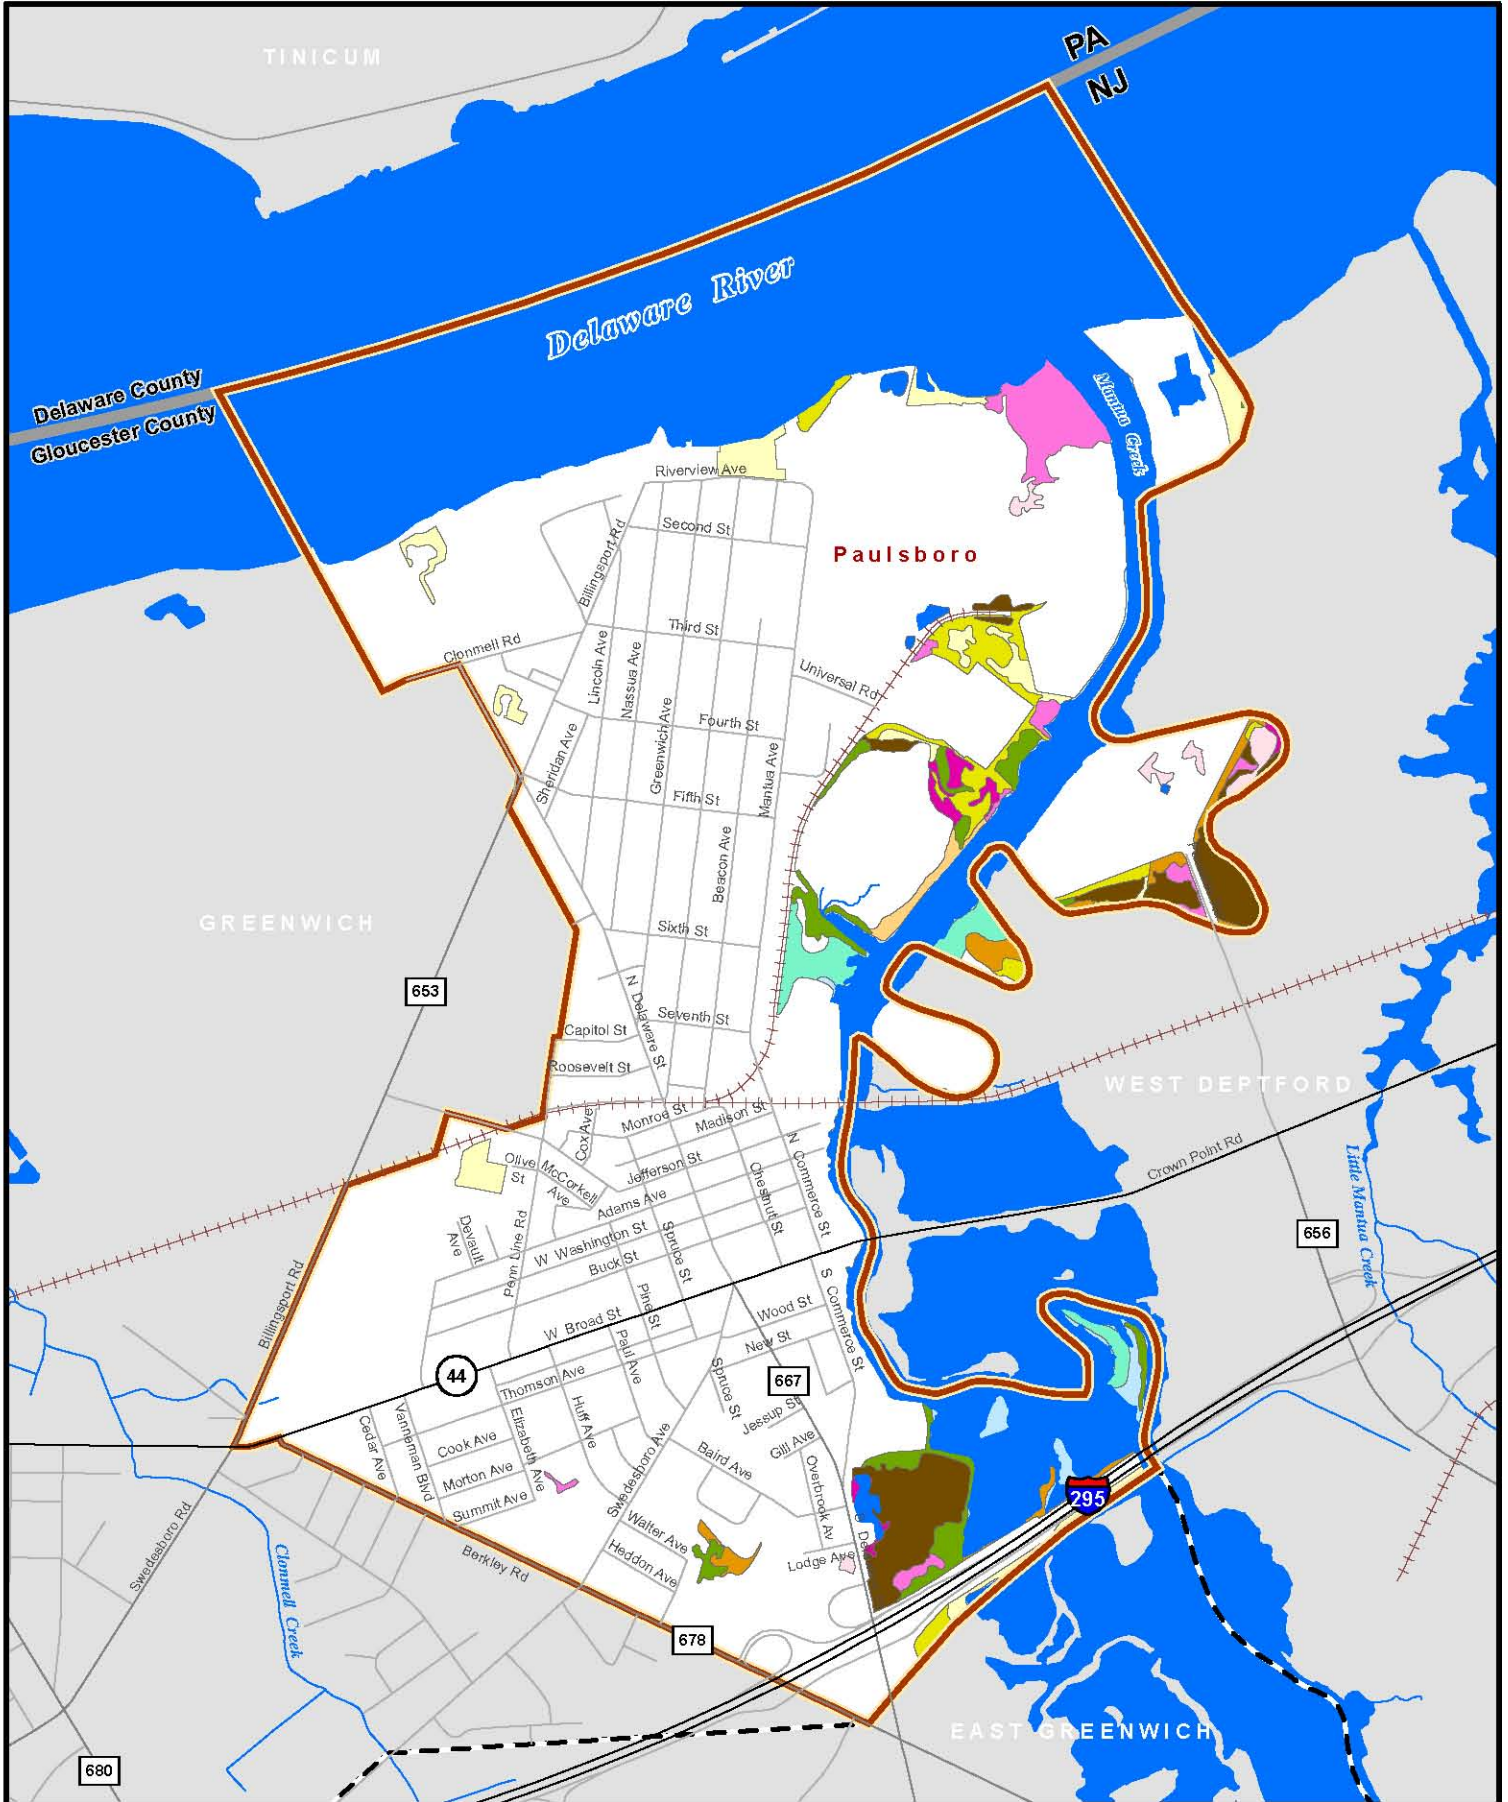 TINICUM
PA
NJ
Delaware River
Delaware County
Gloucester County
Mantua Creek
Riverview Ave
Second St
Billingsport Rd
Paulsboro
Third St
Clonmell Rd
Lincoln Ave
Nassua Ave
Universal Rd
Greenwich Ave
Fourth St
Sheridan Ave
Mantua Ave
Fifth St
Beacon Ave
GREENWICH
Sixth St
653
N Delaware St
Seventh St
Capitol St
Roosevelt St
WEST DEPTFORD
Cox Ave
Monroe St
Madison St
N Commerce St
Crown Point Rd
Olive
St
McCorkell
Ave
Jefferson St
Chestnut St
Little Mantua Creek
Adams Ave
Devault
Ave
Penn Line Rd
W Washington St
Spruce St
656
Buck St
Billingsport Rd
Pine St
S Commerce St
Wood St
W Broad St
New St
Paul Ave
44
667
Thomson Ave
Spruce St
Cedar Ave
Vanneman Blvd
Elizabeth Ave
Huff Ave
Jessup St
Cook Ave
Swedesboro Ave
Baird Ave
Gill Ave
Morton Ave
Overbrook Av
Summit Ave
295
Swedesboro Rd
Walter Ave
Heddon Ave
Lodge Ave
Berkley Rd
Clonmell Creek
678
EAST GREENWICH
680